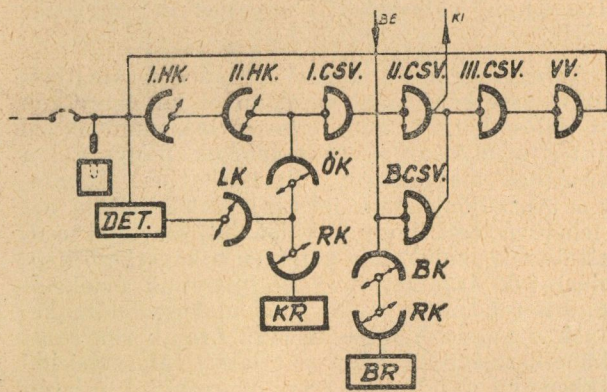 BE
KI
I.HK.
II.HK.
I.CSV.
II.CSV.
III.CSV.
VV.
ÖK
LK
BCSV.
DET.
RK
BK
KR
RK
BR